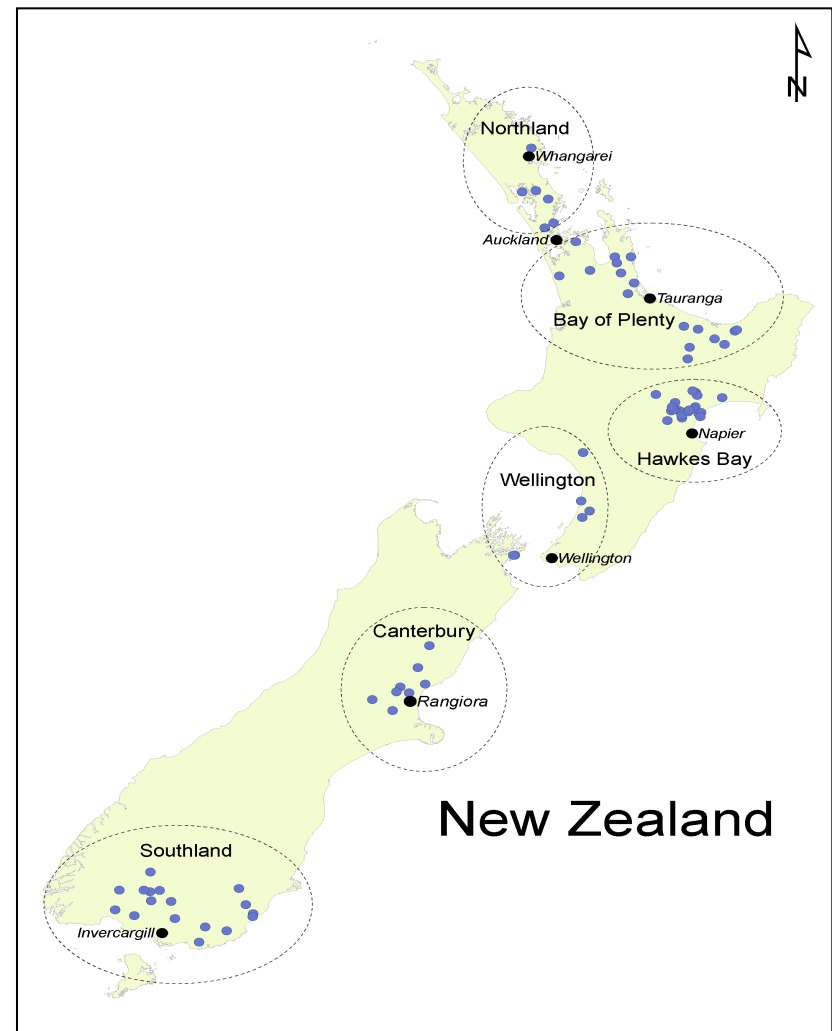 N
Northland
Whangarei
Auckland
Tauranga
Bay of Plenty
Napier
Hawkes Bay
Wellington
Wellington
Canterbury
Rangiora
New Zealand
Southland
Invercargill